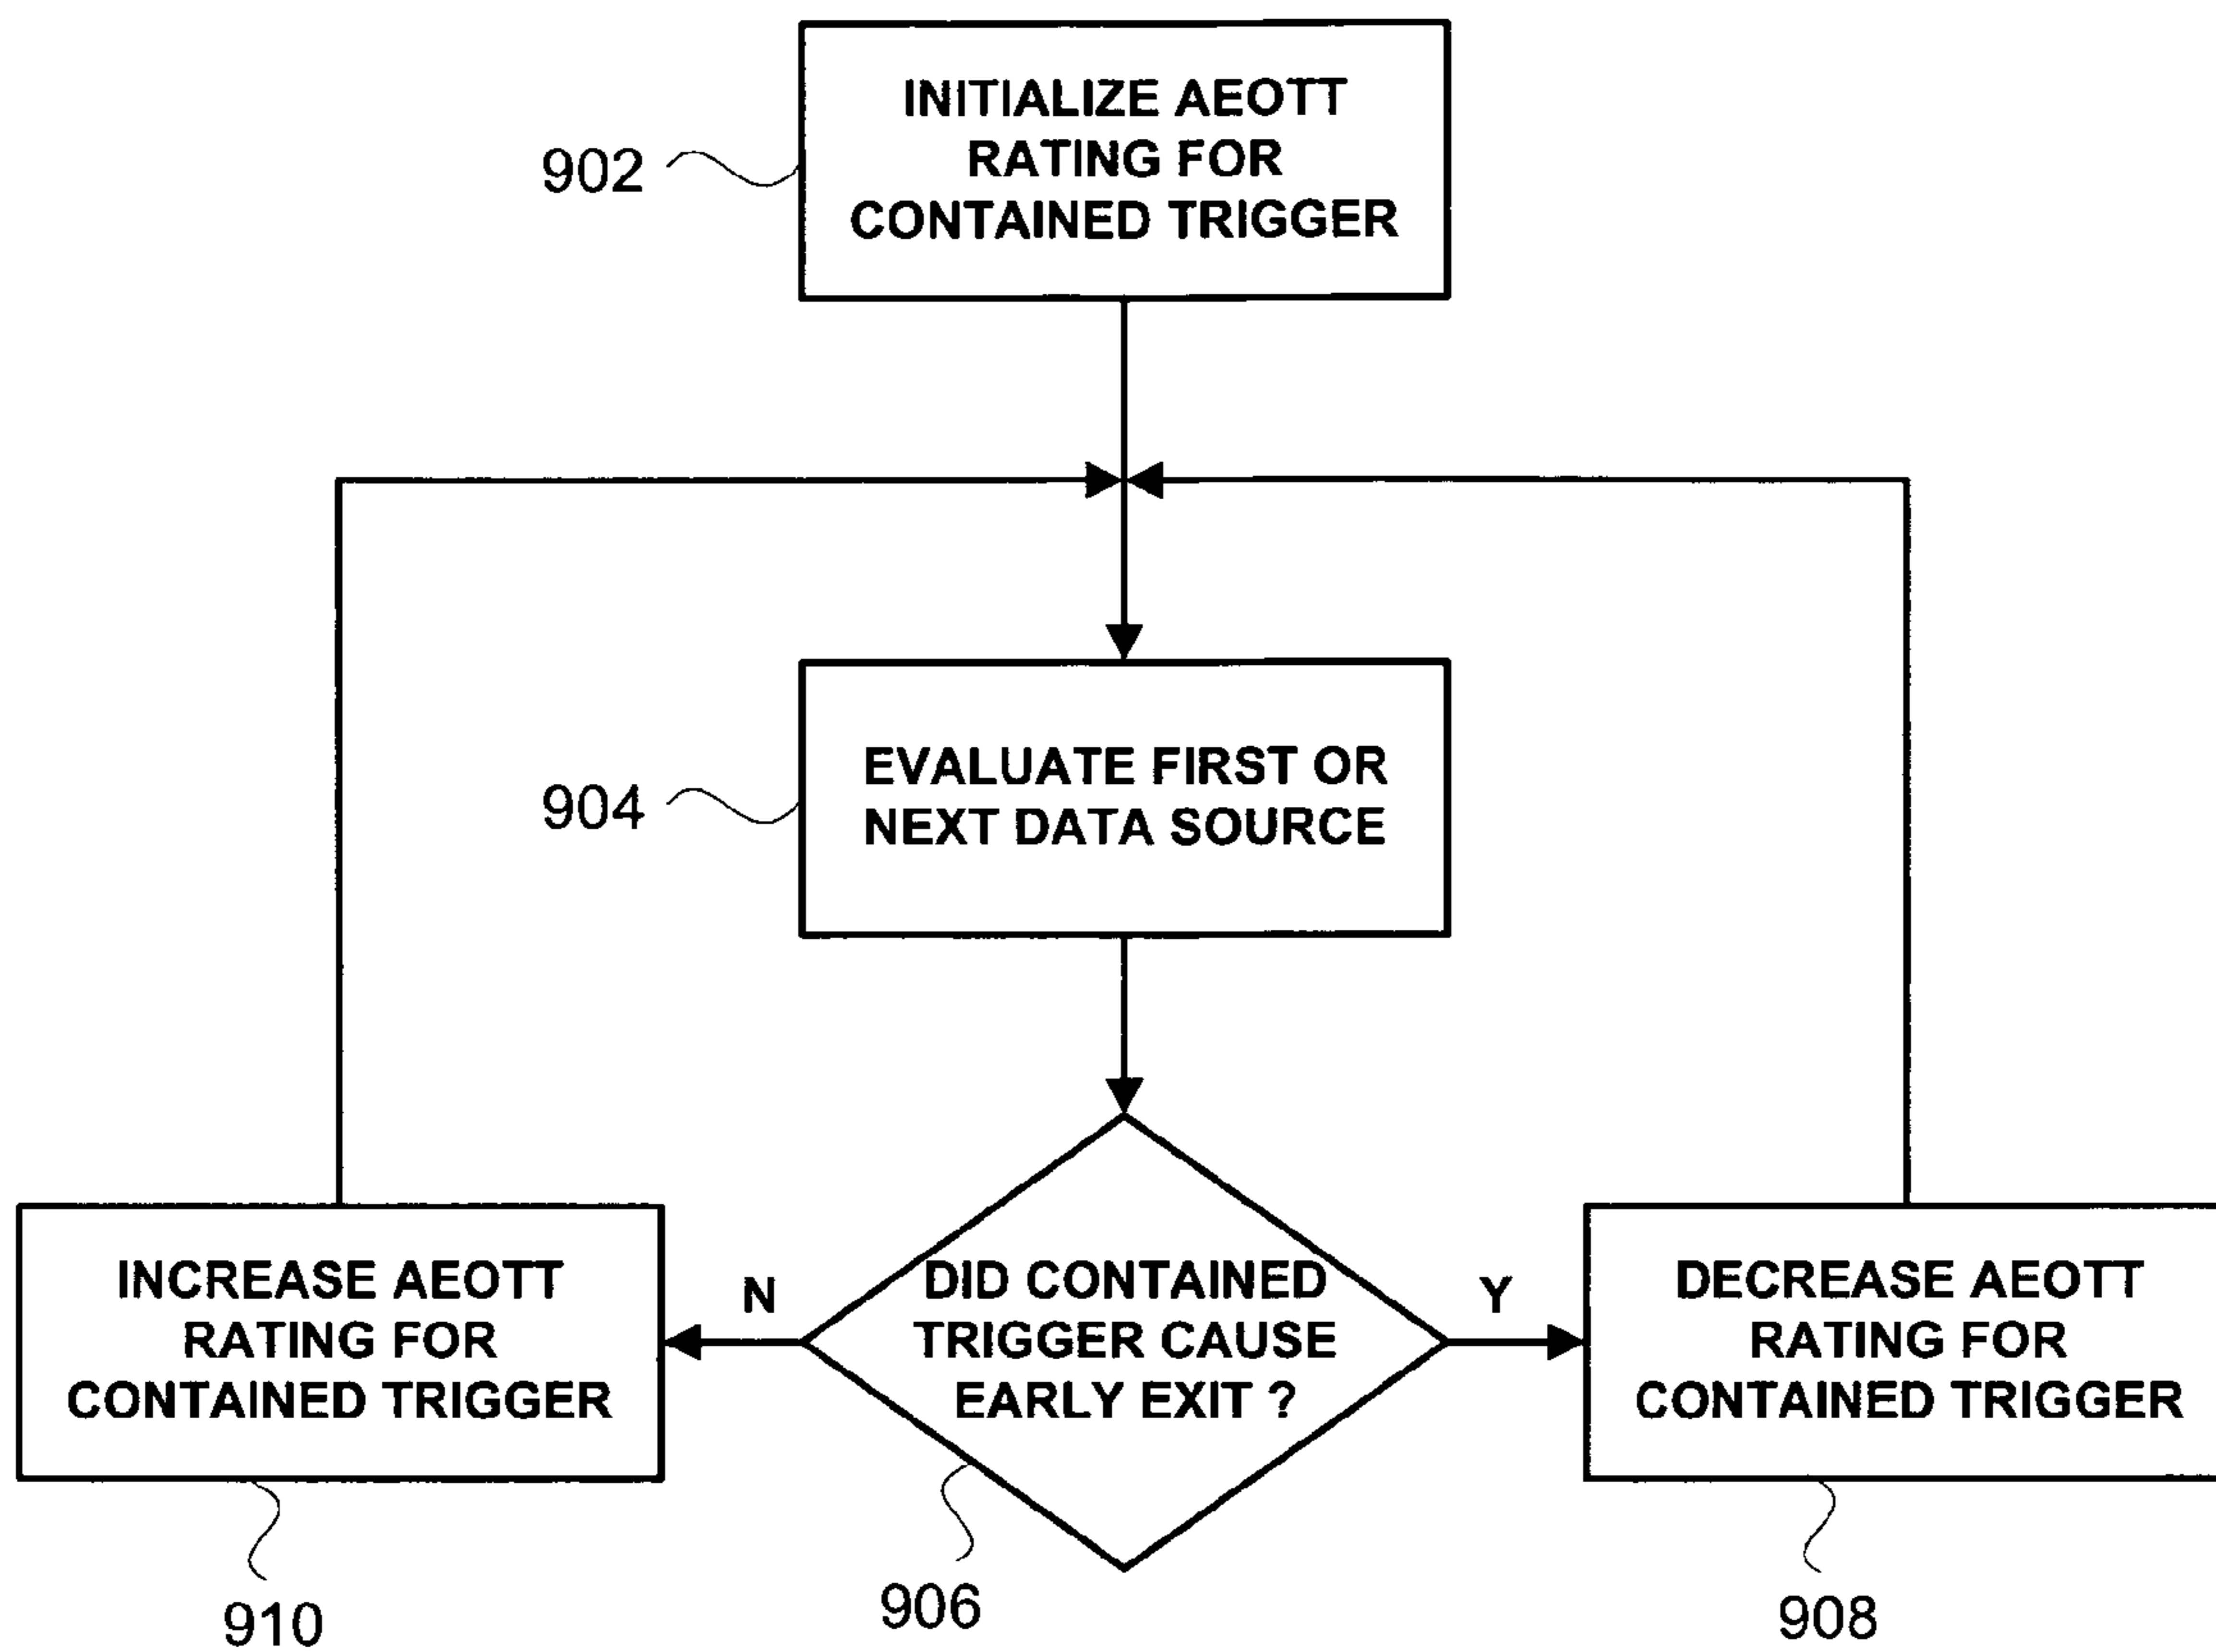 INITIALIZE AEOTT
RATING FOR
CONTAINED TRIGGER
902
EVALUATE FIRST OR
NEXT DATA SOURCE
904
DID CONTAINED
TRIGGER CAUSE
EARLY EXIT ?
906
N
Y
INCREASE AEOTT
RATING FOR
CONTAINED TRIGGER
910
DECREASE AEOTT
RATING FOR
CONTAINED TRIGGER
908